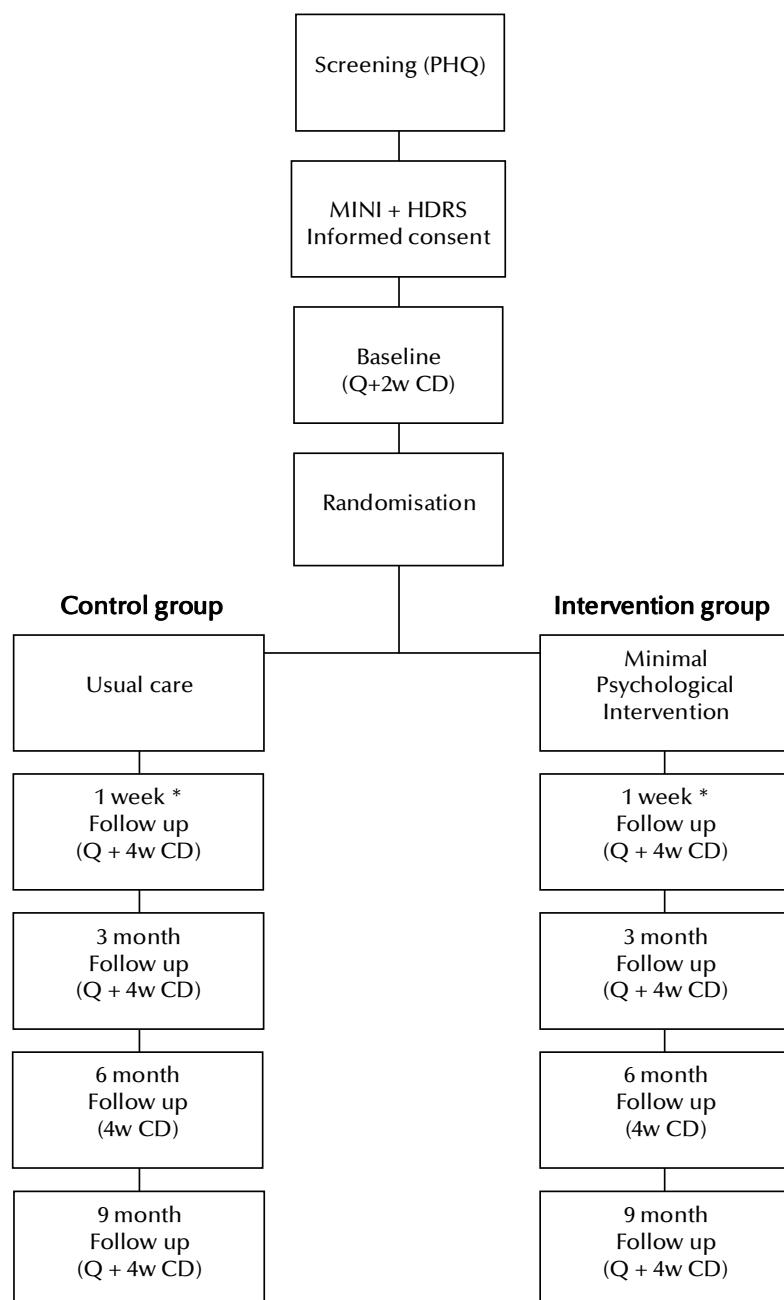 Screening (PHQ)
MINI + HDRS
Informed consent
Baseline
(Q+2w CD)
Randomisation
Control group
Usual care
1 week *
Follow up
(Q + 4w CD)
3 month
Follow up
(Q + 4w CD)
6 month
Follow up
(4w CD)
9 month
Follow up
(Q + 4w CD)
Intervention group
Minimal
Psychological
Intervention
1 week *
Follow up
(Q + 4w CD)
3 month
Follow up
(Q + 4w CD)
6 month
Follow up
(4w CD)
9 month
Follow up
(Q + 4w CD)